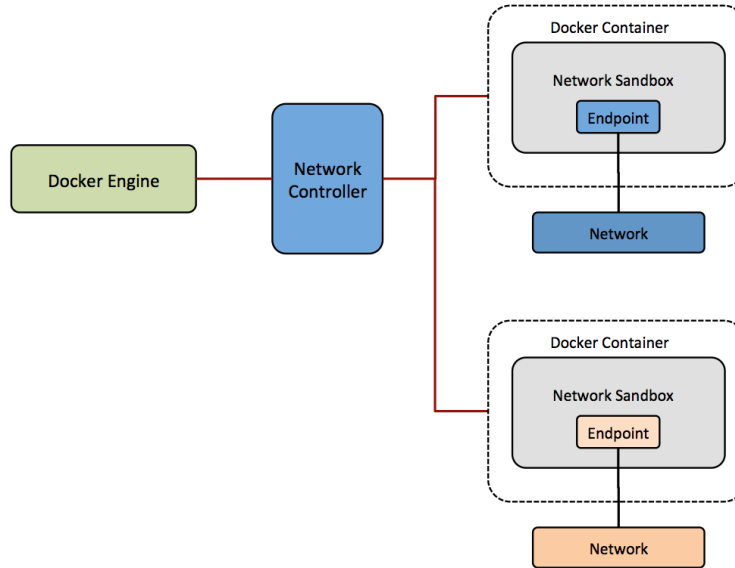 Docker Container
Network Sandbox
Endpoint
Network
Docker Engine
Network
Controller
Docker Container
Network Sandbox
Endpoint
Network